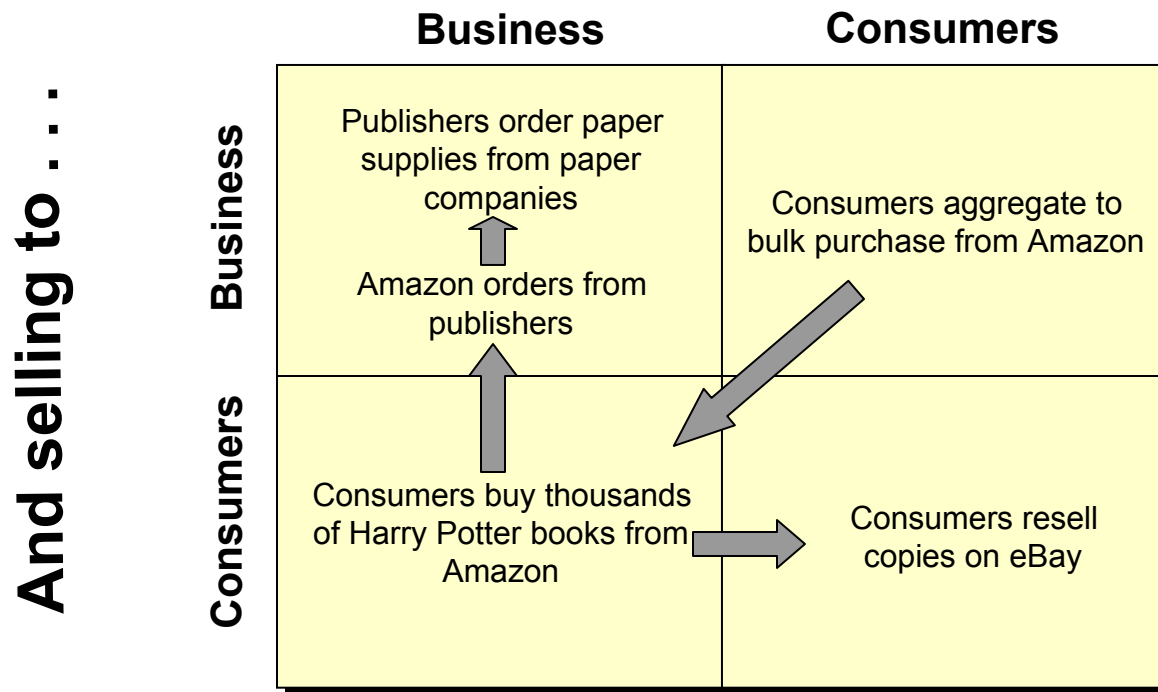 Business
Consumers
And selling to . . .
Business
Publishers order paper
supplies from paper
companies
Amazon orders from
publishers
Consumers aggregate to
bulk purchase from Amazon
Consumers
Consumers buy thousands
of Harry Potter books from
Amazon
Consumers resell
copies on eBay